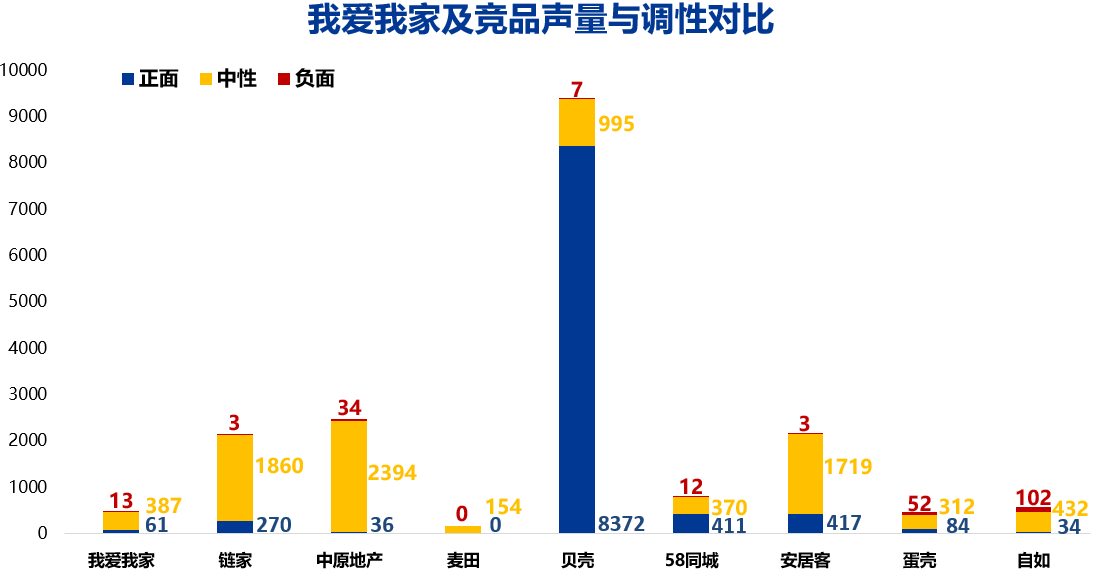 我爱我家及竞品声量与调性对比
正面 中性 负面
10000
9000
8000
7000
6000
5000
4000
3000
2000
1000
0
13 387 61
3 1860 270
34 2394 36
0 154 0
7 995 8372
12 370 411
3 1719 417
52 312 84
102 432 34
我爱我家 链家 中原地产 麦田 贝壳 58同城 安居客 蛋壳 自如